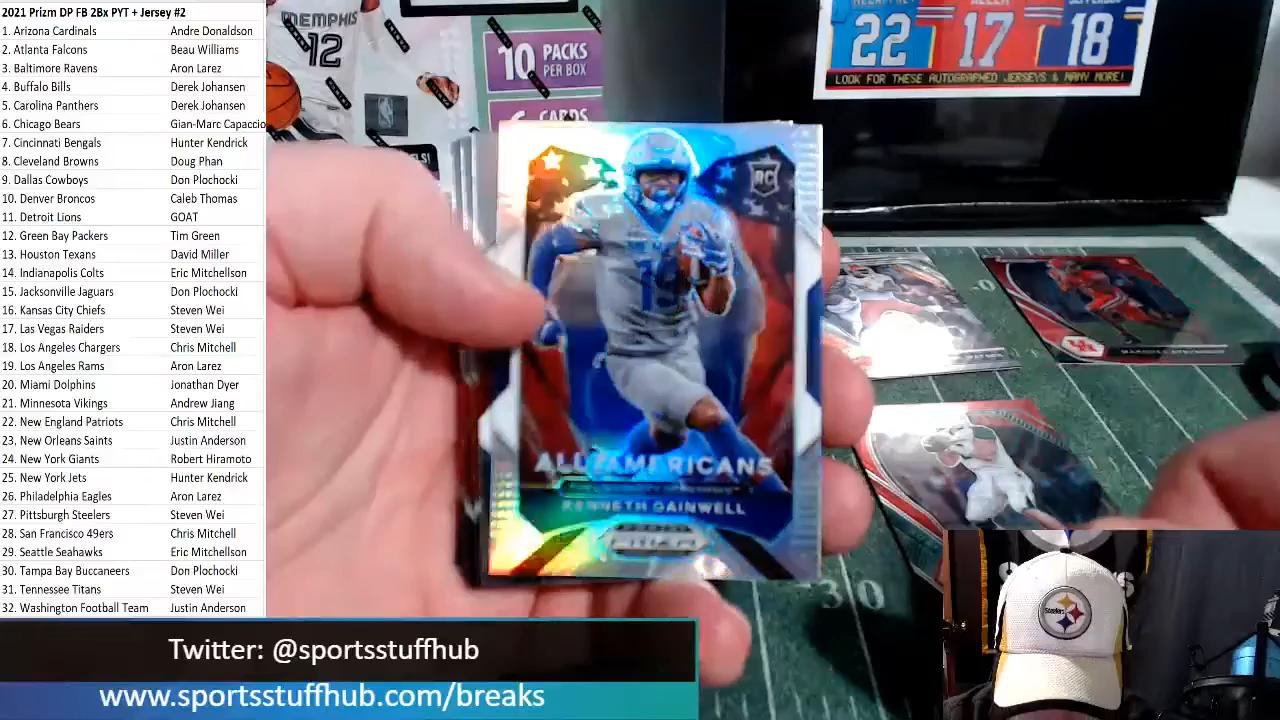 2021 Prizm DP FB 2Bx PYT + Jersey #2
1. Arizona Cardinals Andre Donaldson
2. Atlanta Falcons Beau Williams
3. Baltimore Ravens Aron Larez
4. Buffalo Bills Derek Johansen
5. Carolina Panthers Derek Johansen
6. Chicago Bears Gian-Marc Capaccio
7. Cincinnati Bengals Hunter Kendrick
8. Cleveland Browns Doug Phan
9. Dallas Cowboys Don Plochocki
10. Denver Broncos Caleb Thomas
11. Detroit Lions GOAT
12. Green Bay Packers Tim Green
13. Houston Texans David Miller
14. Indianapolis Colts Eric Mitchellson
15. Jacksonville Jaguars Don Plochocki
16. Kansas City Chiefs Steven Wei
17. Las Vegas Raiders Steven Wei
18. Los Angeles Chargers Chris Mitchell
19. Los Angeles Rams Aron Larez
20. Miami Dolphins Jonathan Dyer
21. Minnesota Vikings Andrew Jiang
22. New England Patriots Chris Mitchell
23. New Orleans Saints Justin Anderson
24. New York Giants Robert Hiramoto
25. New York Jets Hunter Kendrick
26. Philadelphia Eagles Aron Larez
27. Pittsburgh Steelers Steven Wei
28. San Francisco 49ers Chris Mitchell
29. Seattle Seahawks Eric Mitchellson
30. Tampa Bay Buccaneers Don Plochocki
31. Tennessee Titans Steven Wei
32. Washington Football Team Justin Anderson
MEMPHIS
12
10 PACKS
PER BOX
CARDS
22 17 18
LOOK FOR THESE AUTOGRAPHED JERSEYS & MANY MORE!
RC
19
ALL AMERICANS
KENNETH GAINWELL
PRIZM
Steelers
30
Twitter: @sportsstuffhub
www.sportsstuffhub.com/breaks